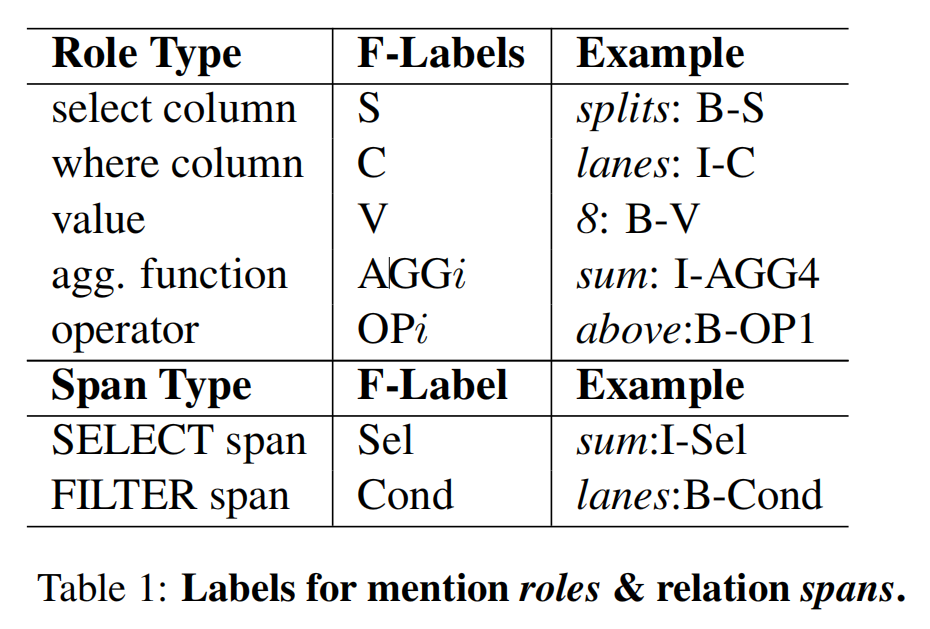 Role Type F-Labels Example
select column S splits: B-S
where column C lanes: I-C
value V 8: B-V
agg. function AGGi sum: I-AGG4
operator OPi above:B-OP1
Span Type F-Label Example
SELECT span Sel sum:I-Sel
FILTER span Cond lanes:B-Cond
Table 1: Labels for mention roles & relation spans.